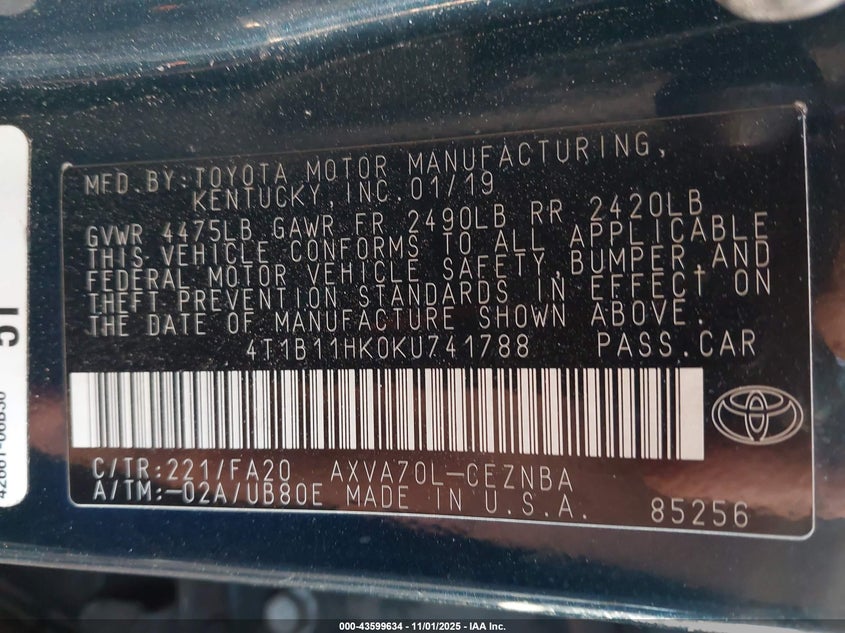 MFD.BY:TOYOTA MOTOR MANUFACTURING,
KENTUCKY,INC.01/19
GVWR 4475LB GAWR FR 2490LB RR 2420LB
THIS VEHICLE CONFORMS TO ALL APPLICABLE
FEDERAL MOTOR VEHICLE SAFETY,BUMPER,AND
THEFT PREVENTION STANDARDS IN EFFECT ON
THE DATE OF MANUFACTURE SHOWN ABOVE.
4T1B11HK0KU741788 PASS.CAR
C/TR:221/FA20 AXVA70L-CEZNBA
A/TM:-02A/UB80E MADE IN U.S.A. 85256
000-43599634 - 11/01/2025 - IAA Inc.